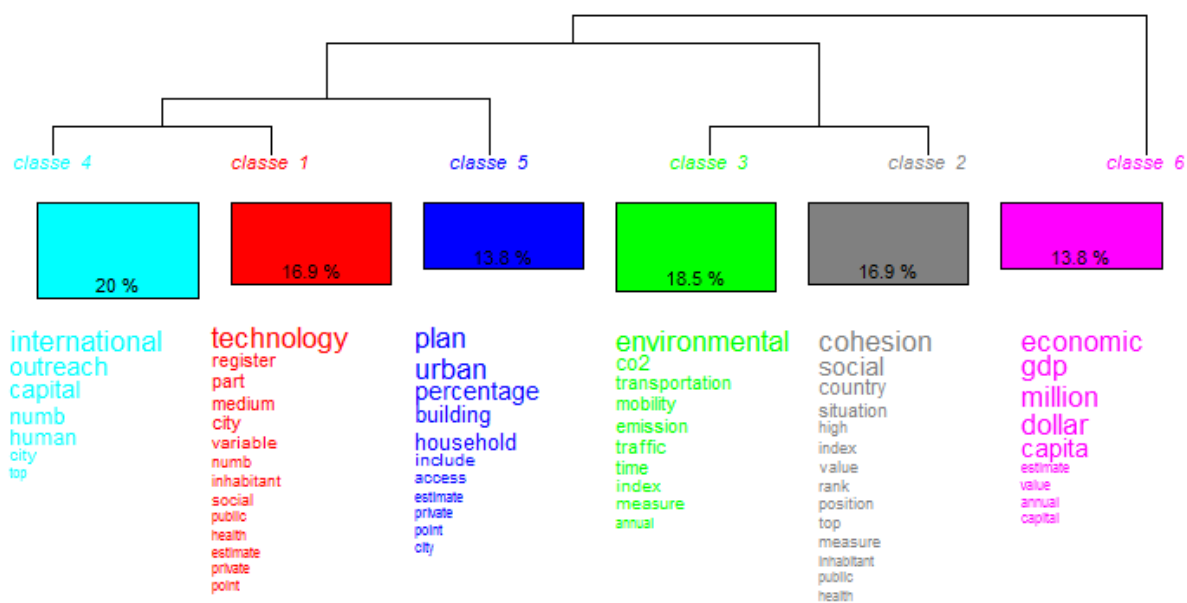 classe 4
classe 1
classe 5
classe 3
classe 2
classe 6
20 %
16.9 %
13.8 %
18.5 %
16.9 %
13.8 %
international
outreach
capital
numb
human
city
top
technology
register
part
medium
city
variable
numb
inhabitant
social
public
health
estimate
private
point
plan
urban
percentage
building
household
include
access
estimate
private
point
city
environmental
co2
transportation
mobility
emission
traffic
time
index
measure
annual
cohesion
social
country
situation
high
index
value
rank
position
top
measure
inhabitant
public
health
economic
gdp
million
dollar
capita
estimate
value
annual
capital